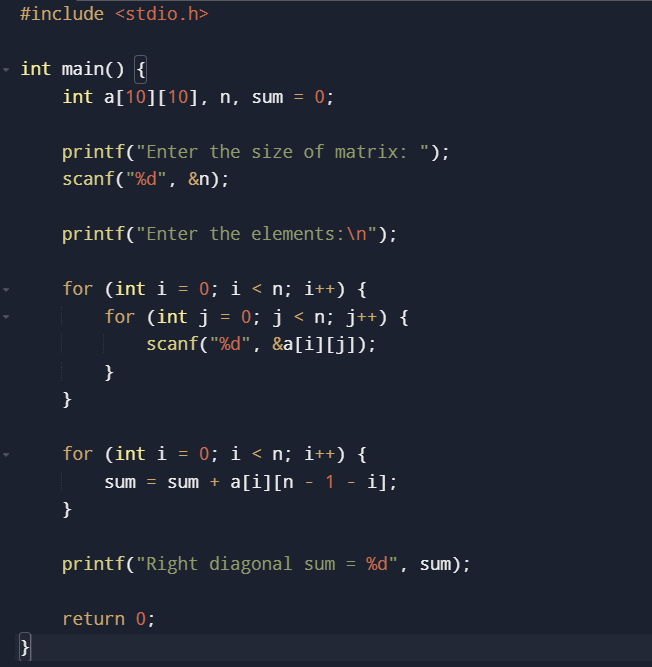 #include <stdio.h>

int main() {
    int a[10][10], n, sum = 0;

    printf("Enter the size of matrix: ");
    scanf("%d", &n);

    printf("Enter the elements:\n");

    for (int i = 0; i < n; i++) {
        for (int j = 0; j < n; j++) {
            scanf("%d", &a[i][j]);
        }
    }

    for (int i = 0; i < n; i++) {
        sum = sum + a[i][n - 1 - i];
    }

    printf("Right diagonal sum = %d", sum);

    return 0;
}